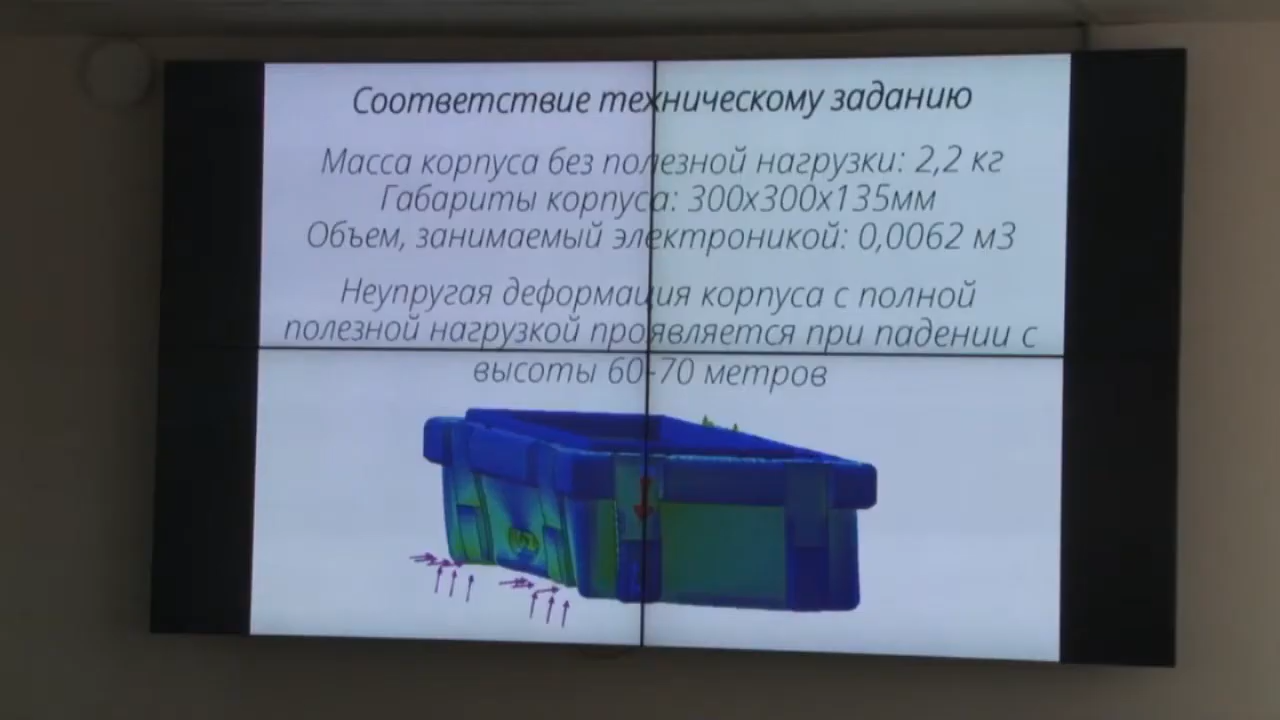 Соответствие техническому заданию
Масса корпуса без полезной нагрузки: 2,2 кг
Габариты корпуса: 300х300х135мм
Объем, занимаемый электроникой: 0,0062 м3
Неупругая деформация корпуса с полной
полезной нагрузкой проявляется при падении с
высоты 60-70 метров